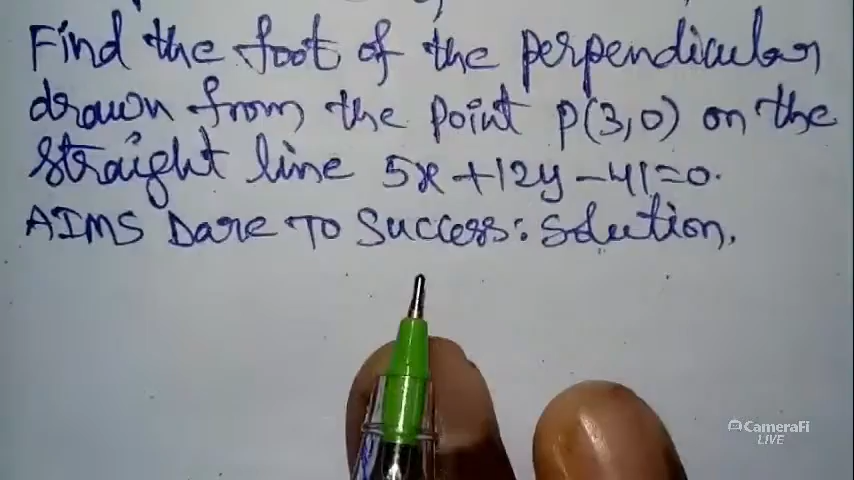 Find the foot of the perpendicular
drawn from the point P(3,0) on the
straight line 5x+12y-41=0.
AIMS Dare To Success: Solution.
CameraFi
LIVE